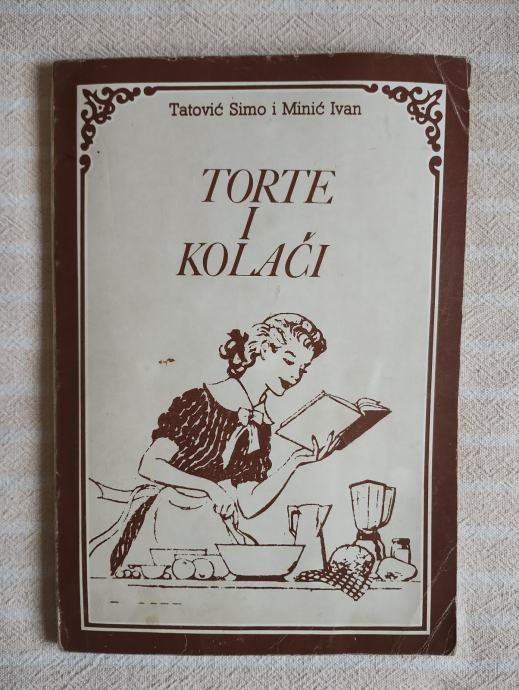 Tatović Simo i Minić Ivan
TORTE
I
KOLAČI